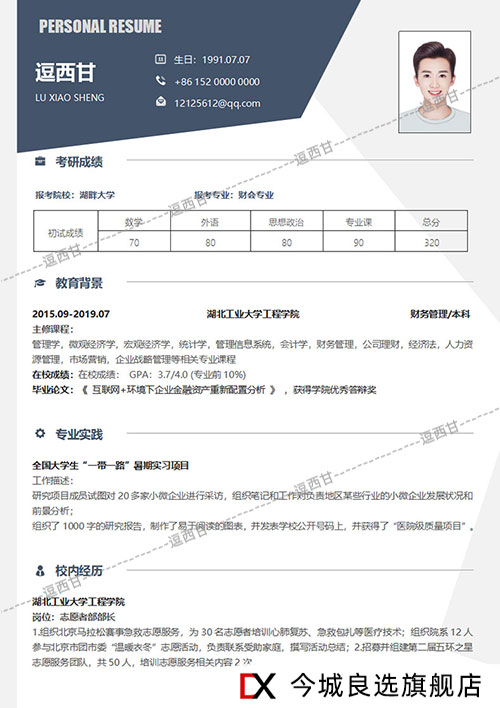 PERSONAL RESUME
逗西甘
LU XIAO SHENG
生日：1991.07.07
+86 152 0000 0000
12125612@qq.com
考研成绩
报考院校：湖畔大学 报考专业：财会专业
初试成绩 数学 外语 思想政治 专业课 总分
70 80 80 90 320
教育背景
2015.09-2019.07 湖北工业大学工程学院 财务管理/本科
主修课程：
管理学，微观经济学，宏观经济学，统计学，管理信息系统，会计学，财务管理，公司理财，经济法，人力资
源管理，市场营销，企业战略管理等相关专业课程
在校成绩：在校成绩： GPA：3.7/4.0 (专业前 10%)
毕业论文：《 互联网+环境下企业金融资产重新配置分析 》 ，获得学院优秀答辩奖
专业实践
全国大学生“一带一路”暑期实习项目
工作描述：
研究项目成员试图对 20 多家小微企业进行采访，组织笔记和工作对负责地区某些行业的小微企业发展状况和
前景分析；
组织了 1000 字的研究报告，制作了易于阅读的图表，并发表学校公开号码上，并获得了“医院级质量项目”。
校内经历
湖北工业大学工程学院
岗位：志愿者部部长
1.组织北京马拉松赛事急救志愿服务，为 30 名志愿者培训心肺复苏、急救包扎等医疗技术；组织院系 12 人
参与北京市团市委“温暖衣冬”志愿活动，负责联系受助家庭，撰写活动总结；2.招募并组建第二届五环之星
志愿服务团队，共 50 人，培训志愿服务相关内容 2 次
逗西甘
逗西甘
逗西甘
逗西甘
逗西甘
逗西甘
逗西甘
逗西甘
DX 今城良选旗舰店